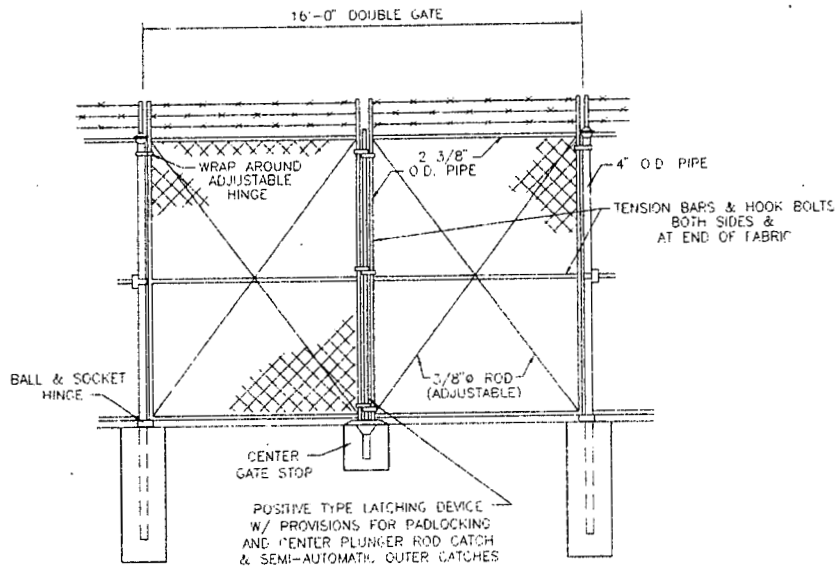 16'-0" DOUBLE GATE
WRAP AROUND
ADJUSTABLE
HINGE
2 3/8"
O.D. PIPE
4" O.D. PIPE
TENSION BARS & HOOK BOLTS
BOTH SIDES &
AT END OF FABRIC
BALL & SOCKET
HINGE
3/8"ø ROD
(ADJUSTABLE)
CENTER
GATE STOP
POSITIVE TYPE LATCHING DEVICE
W/ PROVISIONS FOR PADLOCKING
AND CENTER PLUNGER ROD CATCH
& SEMI-AUTOMATIC OUTER CATCHES